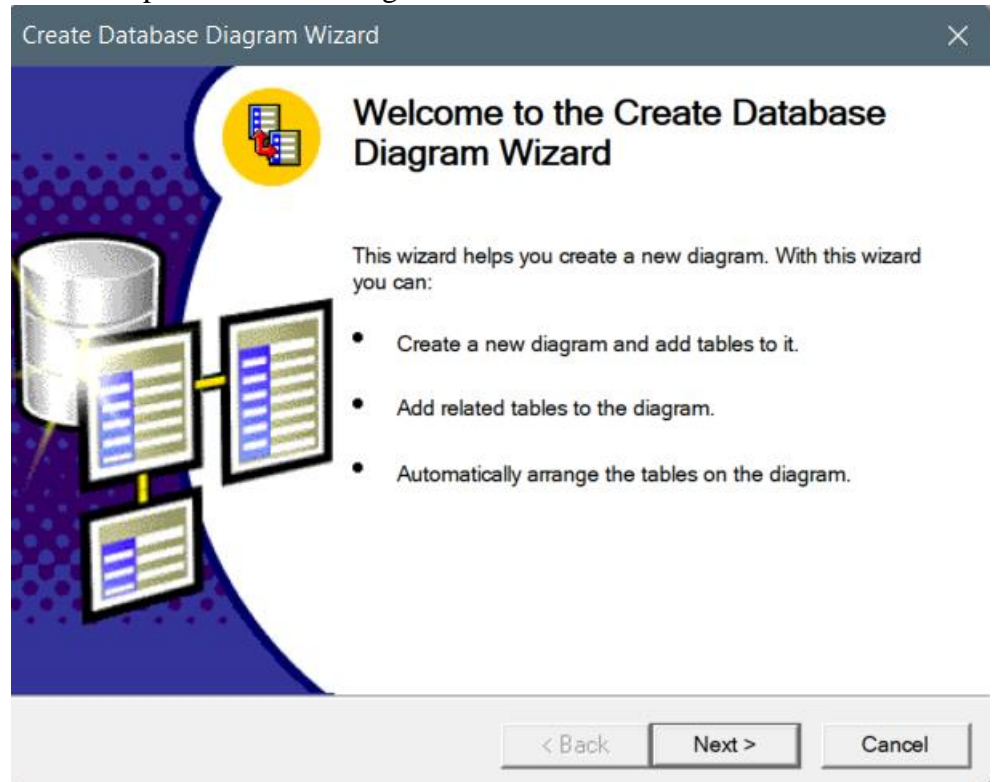 Create Database Diagram Wizard
Welcome to the Create Database
Diagram Wizard
This wizard helps you create a new diagram. With this wizard
you can:
• Create a new diagram and add tables to it.
• Add related tables to the diagram.
• Automatically arrange the tables on the diagram.
< Back Next > Cancel